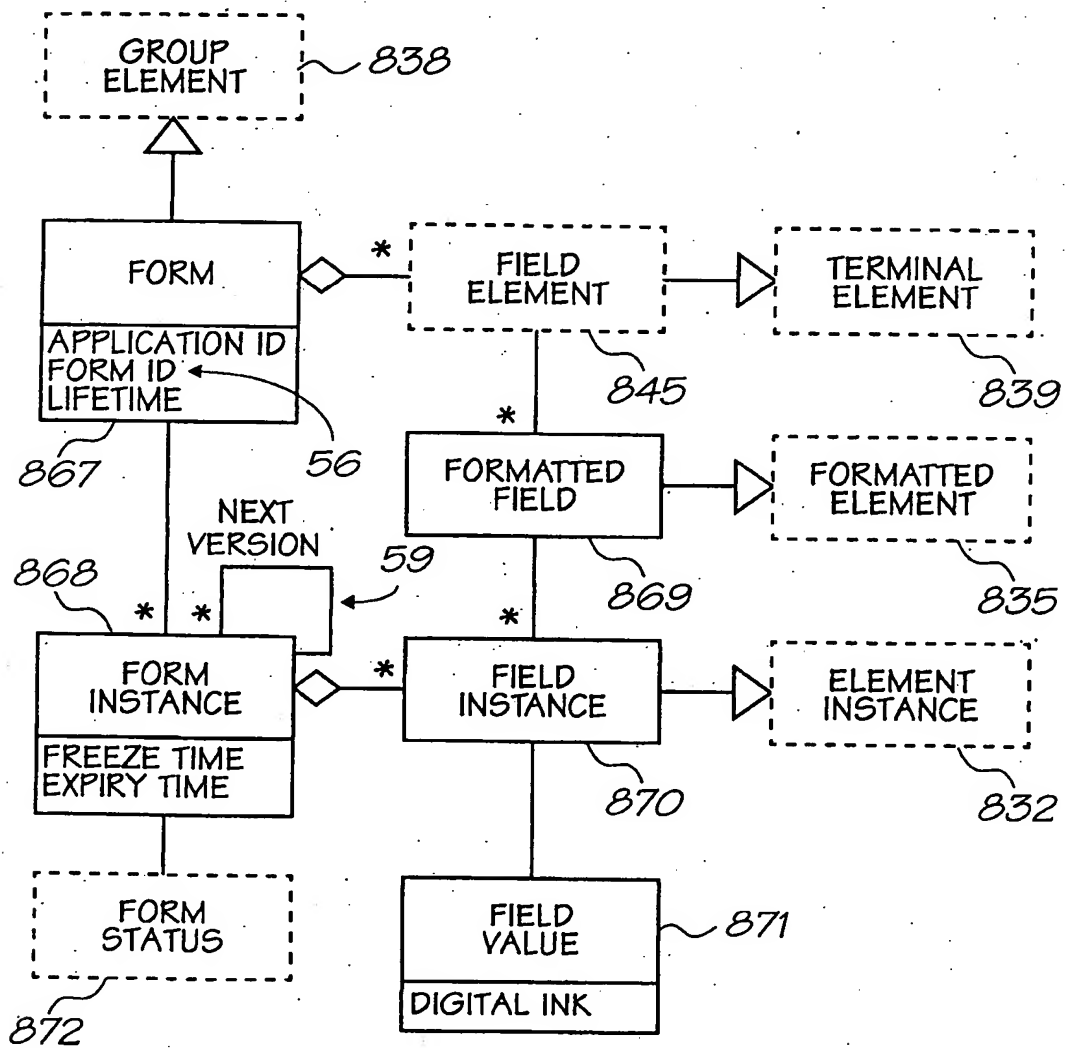 GROUP
ELEMENT
838
FORM
APPLICATION ID
FORM ID
LIFETIME
867
56
*
FIELD
ELEMENT
845
TERMINAL
ELEMENT
839
*
FORMATTED
FIELD
869
FORMATTED
ELEMENT
835
NEXT
VERSION
59
868
*
*
FORM
INSTANCE
FREEZE TIME
EXPIRY TIME
*
*
FIELD
INSTANCE
870
ELEMENT
INSTANCE
832
FORM
STATUS
872
FIELD
VALUE
DIGITAL INK
871